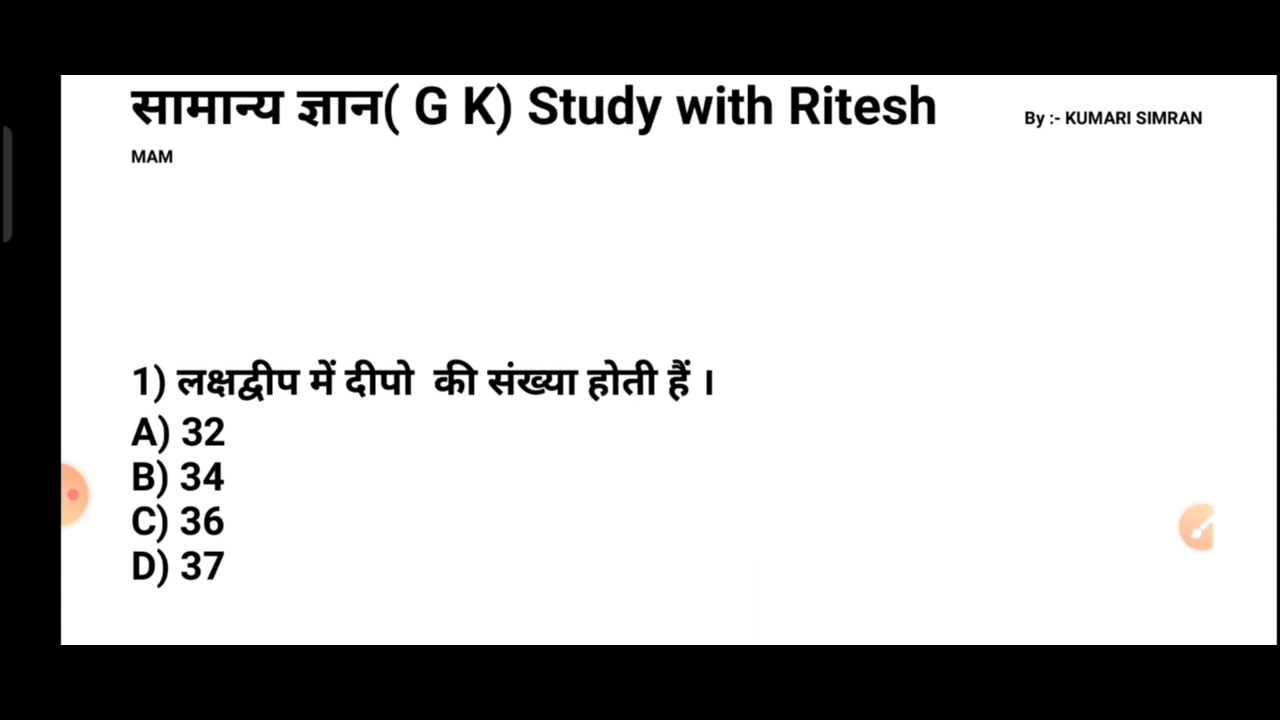 सामान्य ज्ञान( G K) Study with Ritesh By :- KUMARI SIMRAN
MAM
1) लक्षद्वीप में दीपो की संख्या होती हैं ।
A) 32
B) 34
C) 36
D) 37